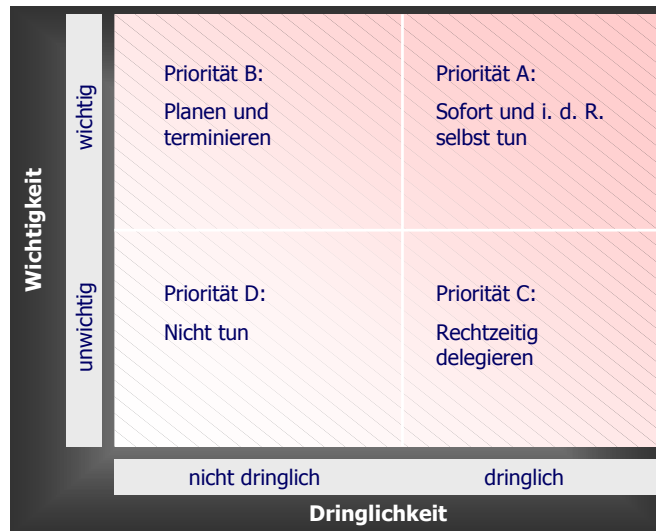 Wichtigkeit
wichtig
unwichtig
Priorität B:
Planen und
terminieren
Priorität A:
Sofort und i. d. R.
selbst tun
Priorität D:
Nicht tun
Priorität C:
Rechtzeitig
delegieren
nicht dringlich
dringlich
Dringlichkeit